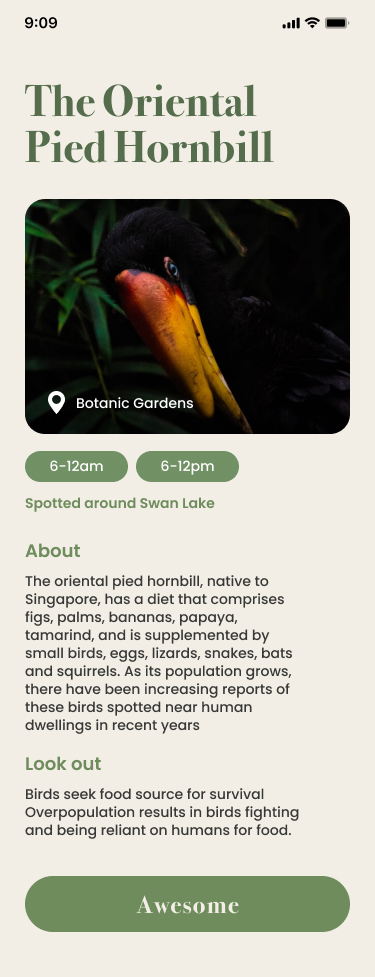 9:09
The Oriental
Pied Hornbill
Botanic Gardens
6-12am 6-12pm
Spotted around Swan Lake
About
The oriental pied hornbill, native to
Singapore, has a diet that comprises
figs, palms, bananas, papaya,
tamarind, and is supplemented by
small birds, eggs, lizards, snakes, bats
and squirrels. As its population grows,
there have been increasing reports of
these birds spotted near human
dwellings in recent years
Look out
Birds seek food source for survival
Overpopulation results in birds fighting
and being reliant on humans for food.
Awesome